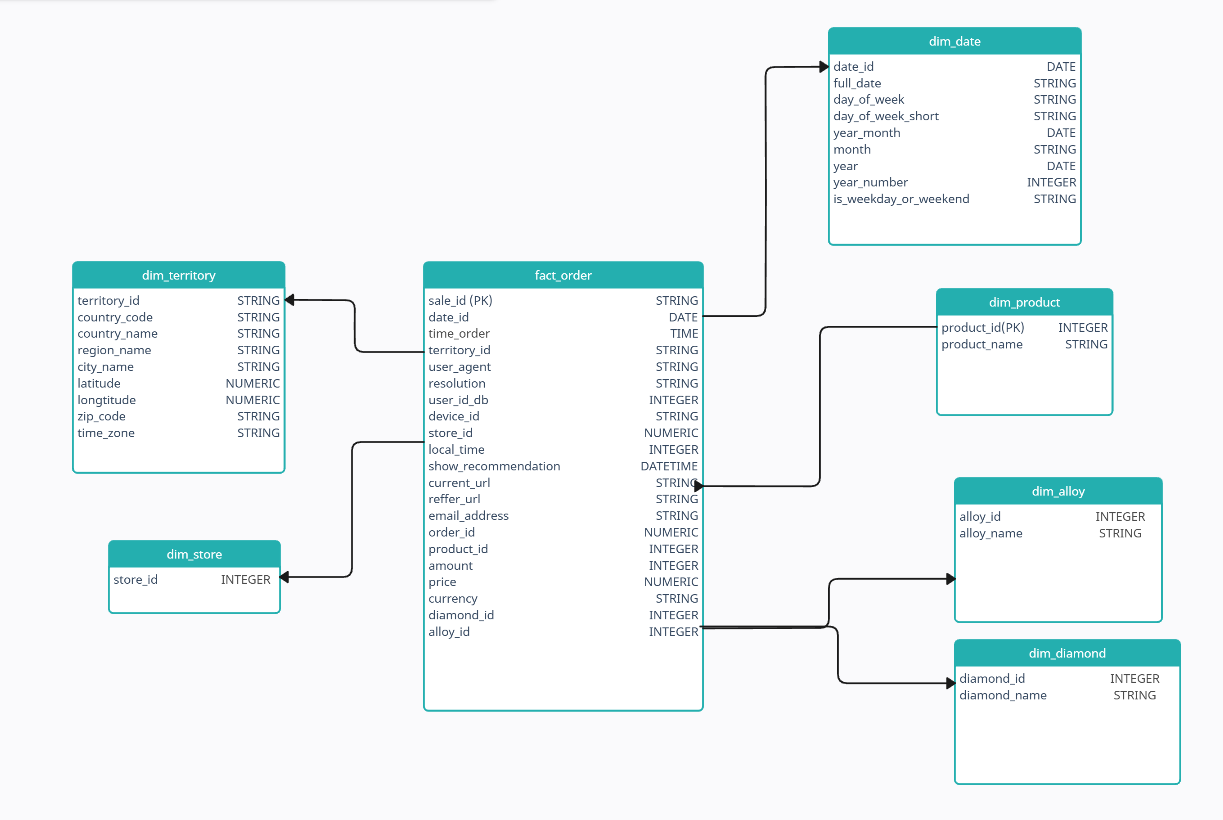 dim_date
date_id DATE
full_date STRING
day_of_week STRING
day_of_week_short STRING
year_month DATE
month STRING
year DATE
year_number INTEGER
is_weekday_or_weekend STRING
dim_territory
territory_id STRING
country_code STRING
country_name STRING
region_name STRING
city_name STRING
latitude NUMERIC
longtitude NUMERIC
zip_code STRING
time_zone STRING
fact_order
sale_id (PK) STRING
date_id DATE
time_order TIME
territory_id STRING
user_agent STRING
resolution STRING
user_id_db INTEGER
device_id STRING
store_id NUMERIC
local_time INTEGER
show_recommendation DATETIME
current_url STRING
reffer_url STRING
email_address STRING
order_id NUMERIC
product_id INTEGER
amount INTEGER
price NUMERIC
currency STRING
diamond_id INTEGER
alloy_id INTEGER
dim_product
product_id(PK) INTEGER
product_name STRING
dim_alloy
alloy_id INTEGER
alloy_name STRING
dim_store
store_id INTEGER
dim_diamond
diamond_id INTEGER
diamond_name STRING